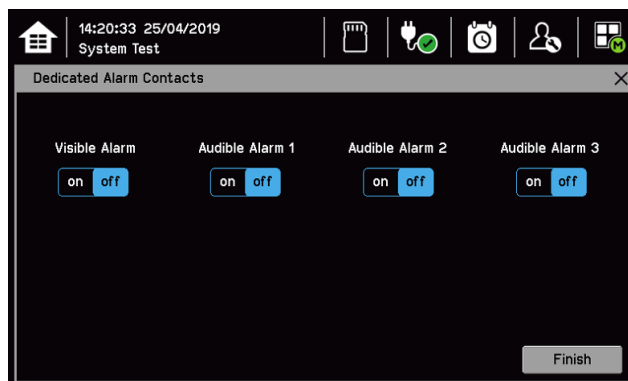 14:20:33 25/04/2019
System Test
M
Dedicated Alarm Contacts
Visible Alarm Audible Alarm 1 Audible Alarm 2 Audible Alarm 3
on off on off on off on off
Finish